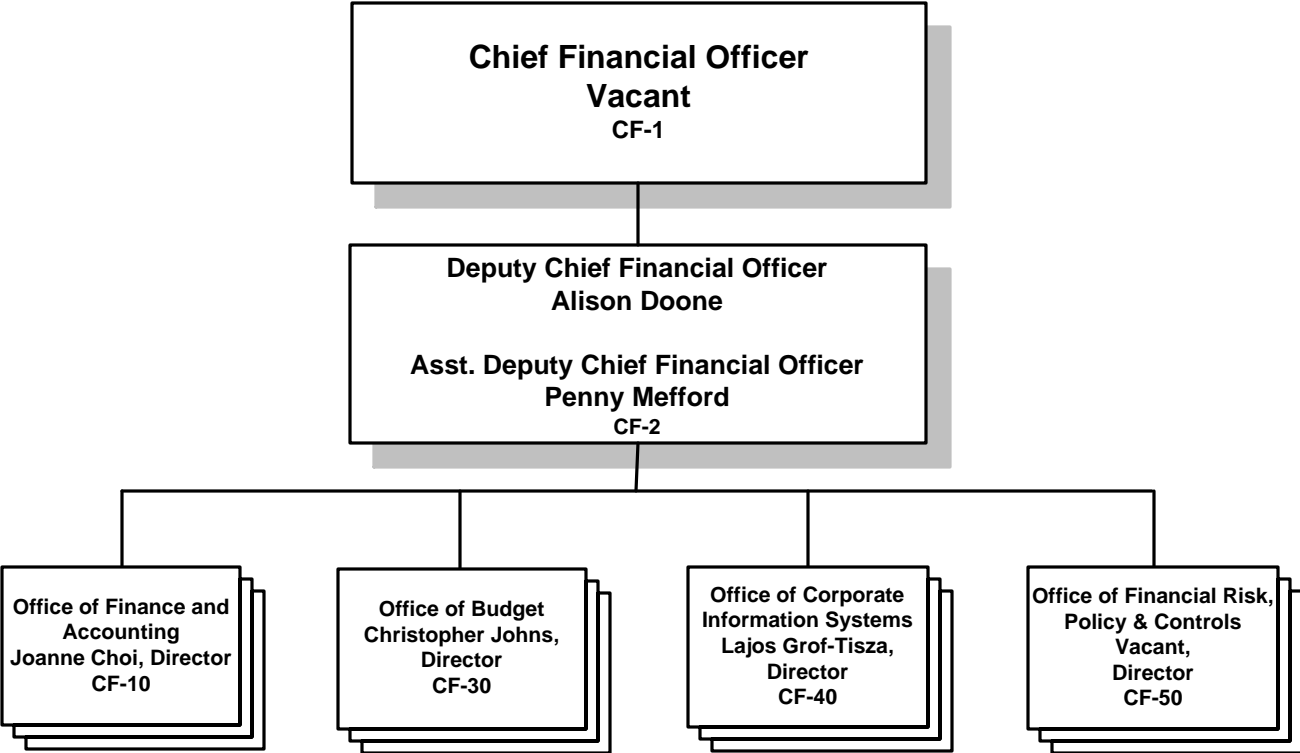 Chief Financial Officer
Vacant
CF-1
Deputy Chief Financial Officer
Alison Doone
Asst. Deputy Chief Financial Officer
Penny Mefford
CF-2
Office of Finance and
Accounting
Joanne Choi, Director
CF-10
Office of Budget
Christopher Johns,
Director
CF-30
Office of Corporate
Information Systems
Lajos Grof-Tisza,
Director
CF-40
Office of Financial Risk,
Policy & Controls
Vacant,
Director
CF-50